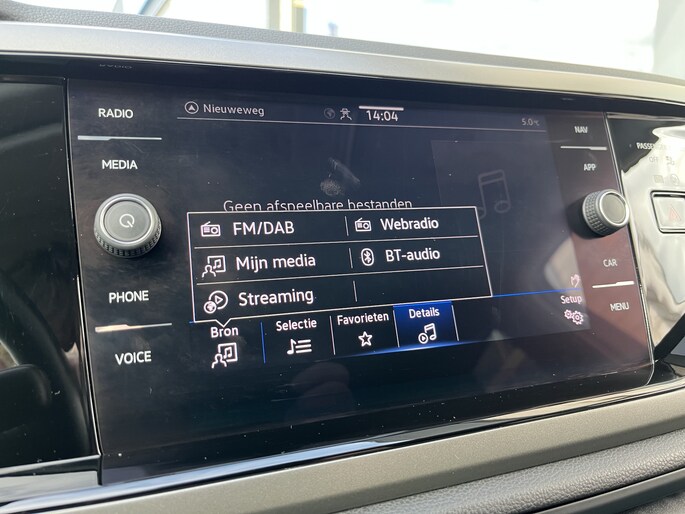 RADIO
MEDIA
PHONE
VOICE
Nieuweweg
14:04
5.0°C
Geen afspeelbare bestanden
FM/DAB
Webradio
Mijn media
BT-audio
Streaming
Bron
Selectie
Favorieten
Details
Setup
NAV
APP
CAR
MENU